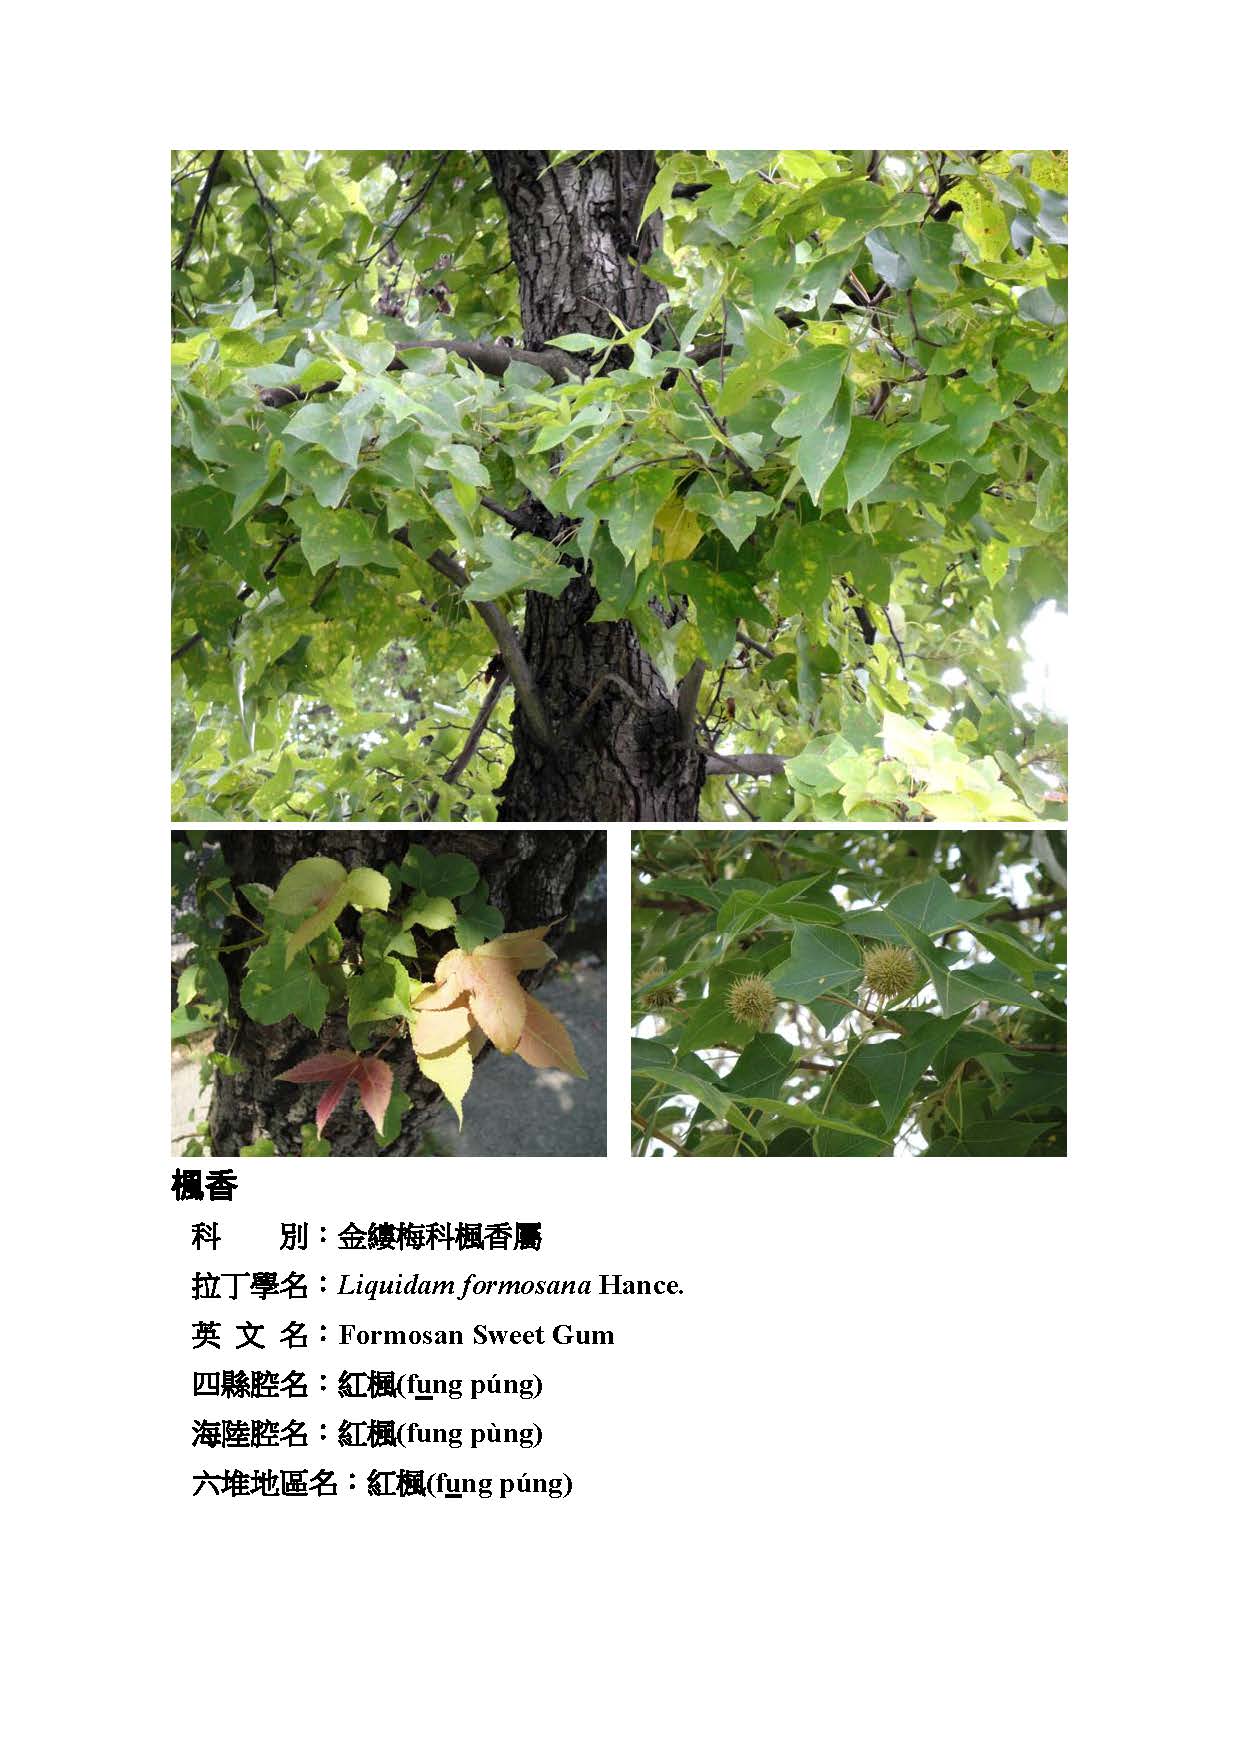 楓香
科　　別：金縷梅科楓香屬
拉丁學名：Liquidam formosana Hance.
英 文 名：Formosan Sweet Gum
四縣腔名：紅楓(fung púng)
海陸腔名：紅楓(fung pùng)
六堆地區名：紅楓(fung púng)